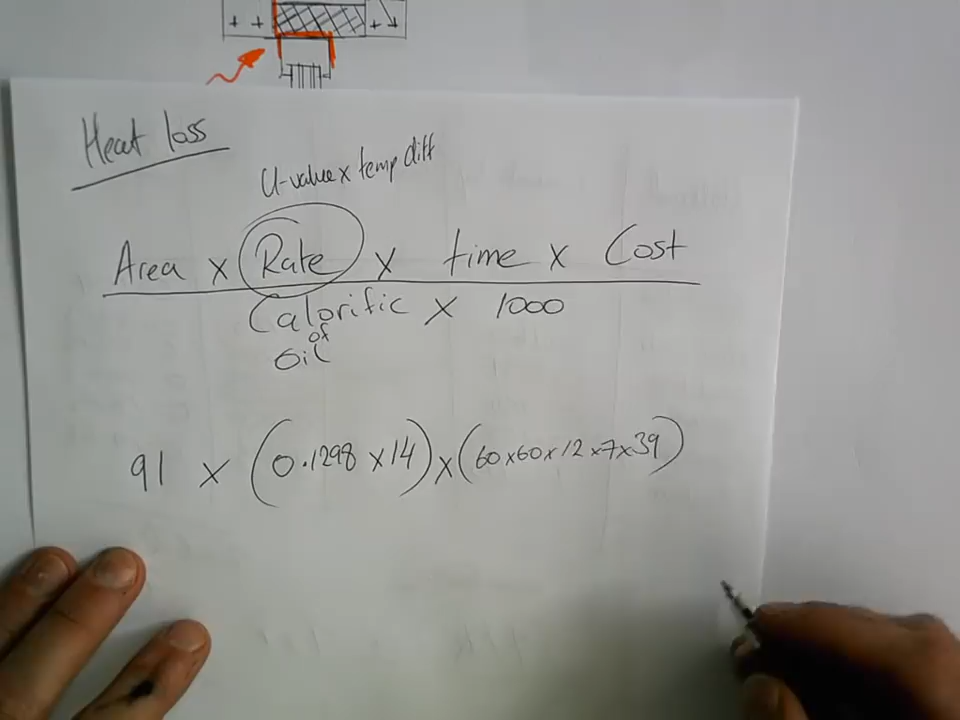 Heat loss
U-value x temp diff
Area x Rate x time x Cost
Calorific x 1000
of
Oil
91 x (0.1298 x 14) x (60x60x12x7x39)